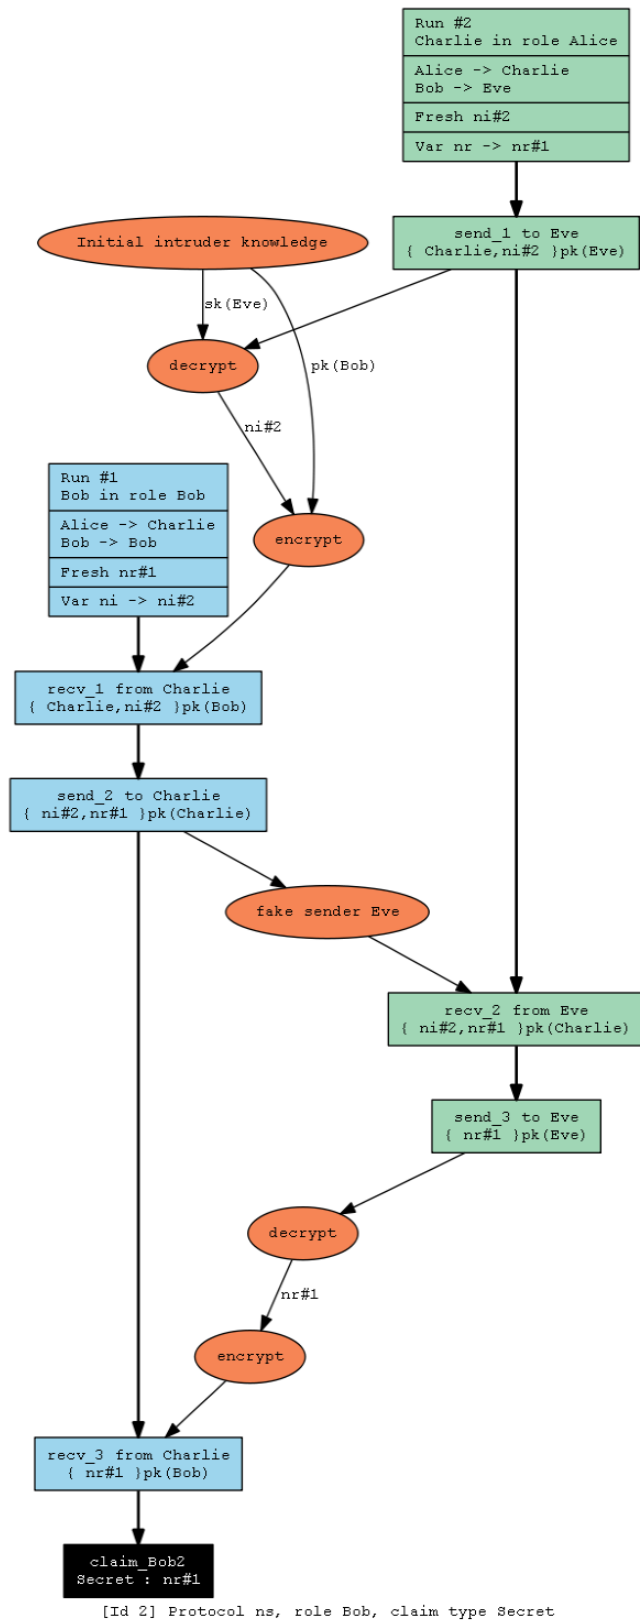 Run #2
Charlie in role Alice
Alice -> Charlie
Bob -> Eve
Fresh ni#2
Var nr -> nr#1
send_1 to Eve
{ Charlie,ni#2 }pk(Eve)
Initial intruder knowledge
sk(Eve)
decrypt
pk(Bob)
ni#2
Run #1
Bob in role Bob
Alice -> Charlie
Bob -> Bob
Fresh nr#1
Var ni -> ni#2
encrypt
recv_1 from Charlie
{ Charlie,ni#2 }pk(Bob)
send_2 to Charlie
{ ni#2,nr#1 }pk(Charlie)
fake sender Eve
recv_2 from Eve
{ ni#2,nr#1 }pk(Charlie)
send_3 to Eve
{ nr#1 }pk(Eve)
decrypt
nr#1
encrypt
recv_3 from Charlie
{ nr#1 }pk(Bob)
claim_Bob2
Secret : nr#1
[Id 2] Protocol ns, role Bob, claim type Secret